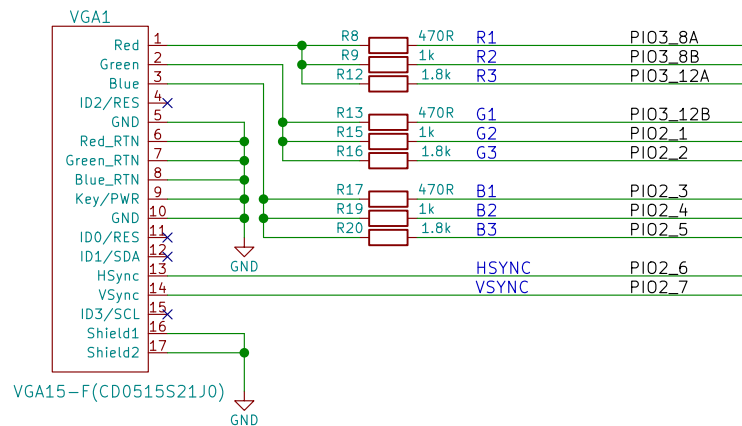 VGA1
Red 1 R8 470R R1 PIO3_8A
Green 2 R9 1k R2 PIO3_8B
Blue 3 R12 1.8k R3 PIO3_12A
ID2/RES 4
GND 5 R13 470R G1 PIO3_12B
Red_RTN 6 R15 1k G2 PIO2_1
Green_RTN 7 R16 1.8k G3 PIO2_2
Blue_RTN 8
Key/PWR 9 R17 470R B1 PIO2_3
GND 10 R19 1k B2 PIO2_4
ID0/RES 11 R20 1.8k B3 PIO2_5
ID1/SDA 12
GND
HSync 13 HSYNC PIO2_6
VSync 14 VSYNC PIO2_7
ID3/SCL 15
Shield1 16
Shield2 17
VGA15-F(CD0515S21J0)
GND